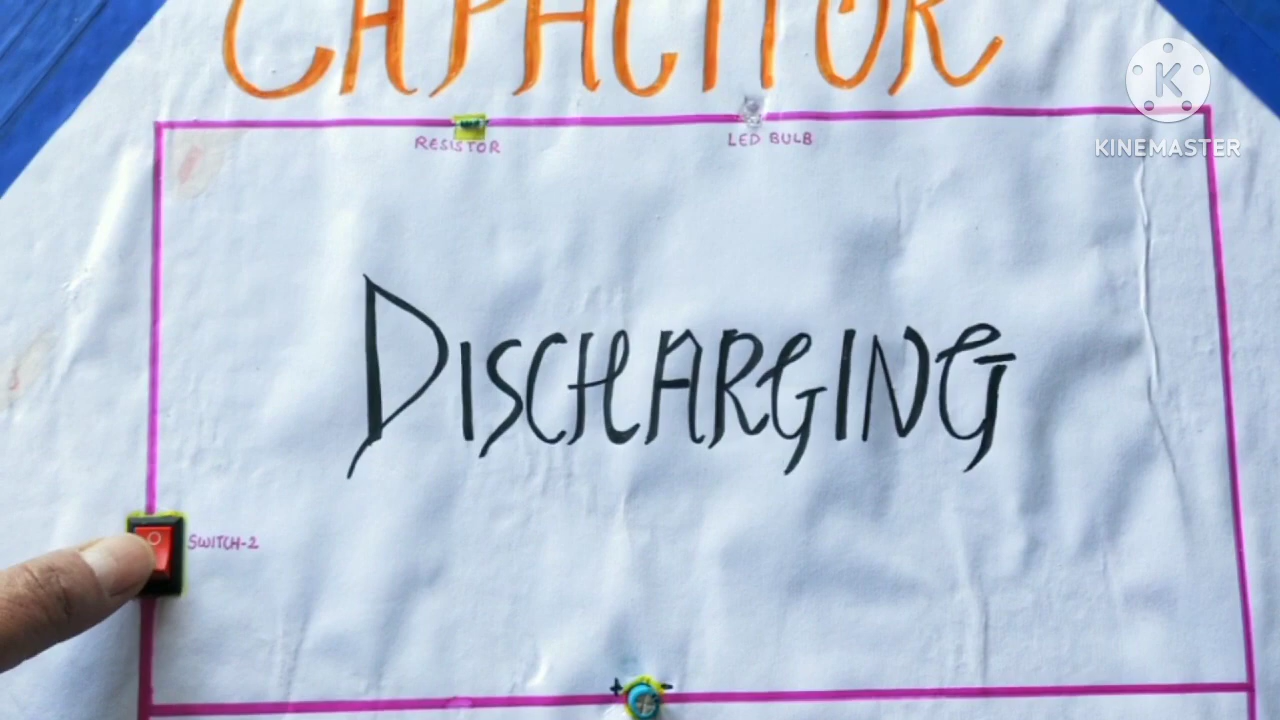 CAPACITOR
K
KINEMASTER
RESISTOR
LED BULB
DISCHARGING
O
SWITCH-2
+ -